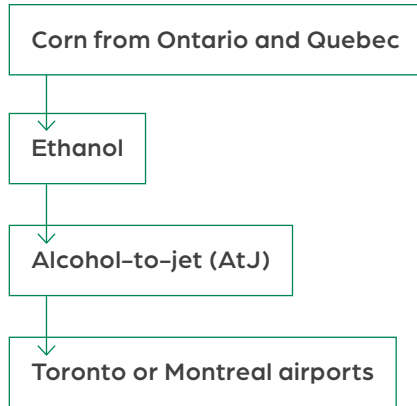 Corn from Ontario and Quebec
Ethanol
Alcohol-to-jet (AtJ)
Toronto or Montreal airports